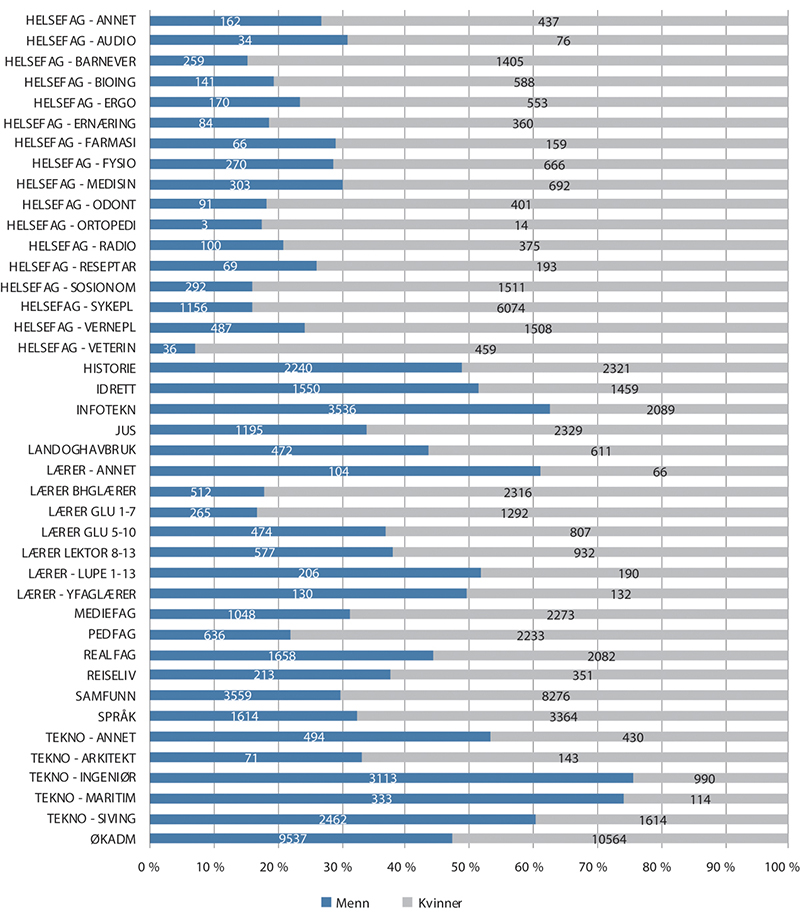 HELSEFAG - ANNET 162 437
HELSEFAG - AUDIO 34 76
HELSEFAG - BARNEVER 259 1405
HELSEFAG - BIOING 141 588
HELSEFAG - ERGO 170 553
HELSEFAG - ERNÆRING 84 360
HELSEFAG - FARMASI 66 159
HELSEFAG - FYSIO 270 666
HELSEFAG - MEDISIN 303 692
HELSEFAG - ODONT 91 401
HELSEFAG - ORTOPEDI 3 14
HELSEFAG - RADIO 100 375
HELSEFAG - RESEPTAR 69 193
HELSEFAG - SOSIONOM 292 1511
HELSEFAG - SYKEPL 1156 6074
HELSEFAG - VERNEPL 487 1508
HELSEFAG - VETERIN 36 459
HISTORIE 2240 2321
IDRETT 1550 1459
INFOTEKN 3536 2089
JUS 1195 2329
LANDOGHAVBRUK 472 611
LÆRER - ANNET 104 66
LÆRER BHGLÆRER 512 2316
LÆRER GLU 1-7 265 1292
LÆRER GLU 5-10 474 807
LÆRER LEKTOR 8-13 577 932
LÆRER - LUPE 1-13 206 190
LÆRER - YFAGLÆRER 130 132
MEDIEFAG 1048 2273
PEDFAG 636 2233
REALFAG 1658 2082
REISELIV 213 351
SAMFUNN 3559 8276
SPRÅK 1614 3364
TEKNO - ANNET 494 430
TEKNO - ARKITEKT 71 143
TEKNO - INGENIØR 3113 990
TEKNO - MARITIM 333 114
TEKNO - SIVING 2462 1614
ØKADM 9537 10564
0 % 10 % 20 % 30 % 40 % 50 % 60 % 70 % 80 % 90 % 100 %
Menn Kvinner